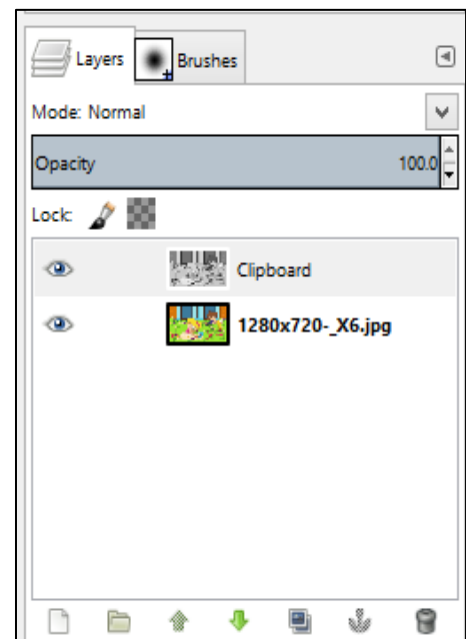 Layers Brushes
Mode: Normal
Opacity 100.0
Lock:
Clipboard
1280x720-_X6.jpg